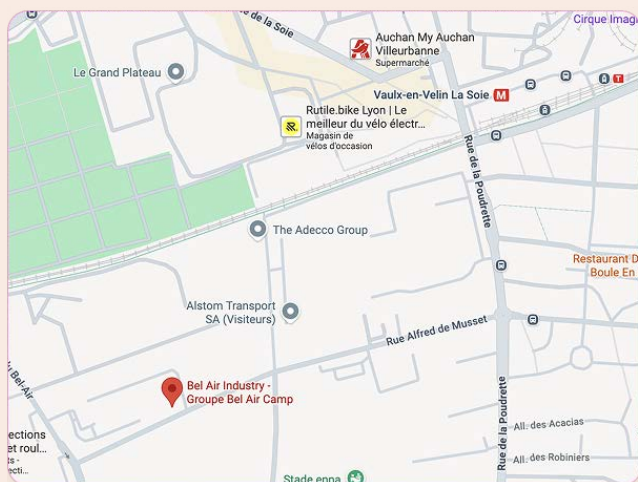 Cirque Imag
e de la Soie
Auchan My Auchan
Villeurbanne
Supermarché
Le Grand Plateau
Vaulx-en-Velin La Soie M
T
Rutile.bike Lyon | Le
meilleur du vélo électr...
Magasin de
vélos d'occasion
Rue de la Poudrette
The Adecco Group
Restaurant D
Boule En
Alstom Transport
SA (Visiteurs)
Rue Alfred de Musset
u Bel-Air
Bel Air Industry -
Groupe Bel Air Camp
Rue de la Poudrette
ections
et roul...
ts -
ecti...
All. des Acacias
All. des Robiniers
Stade enpa